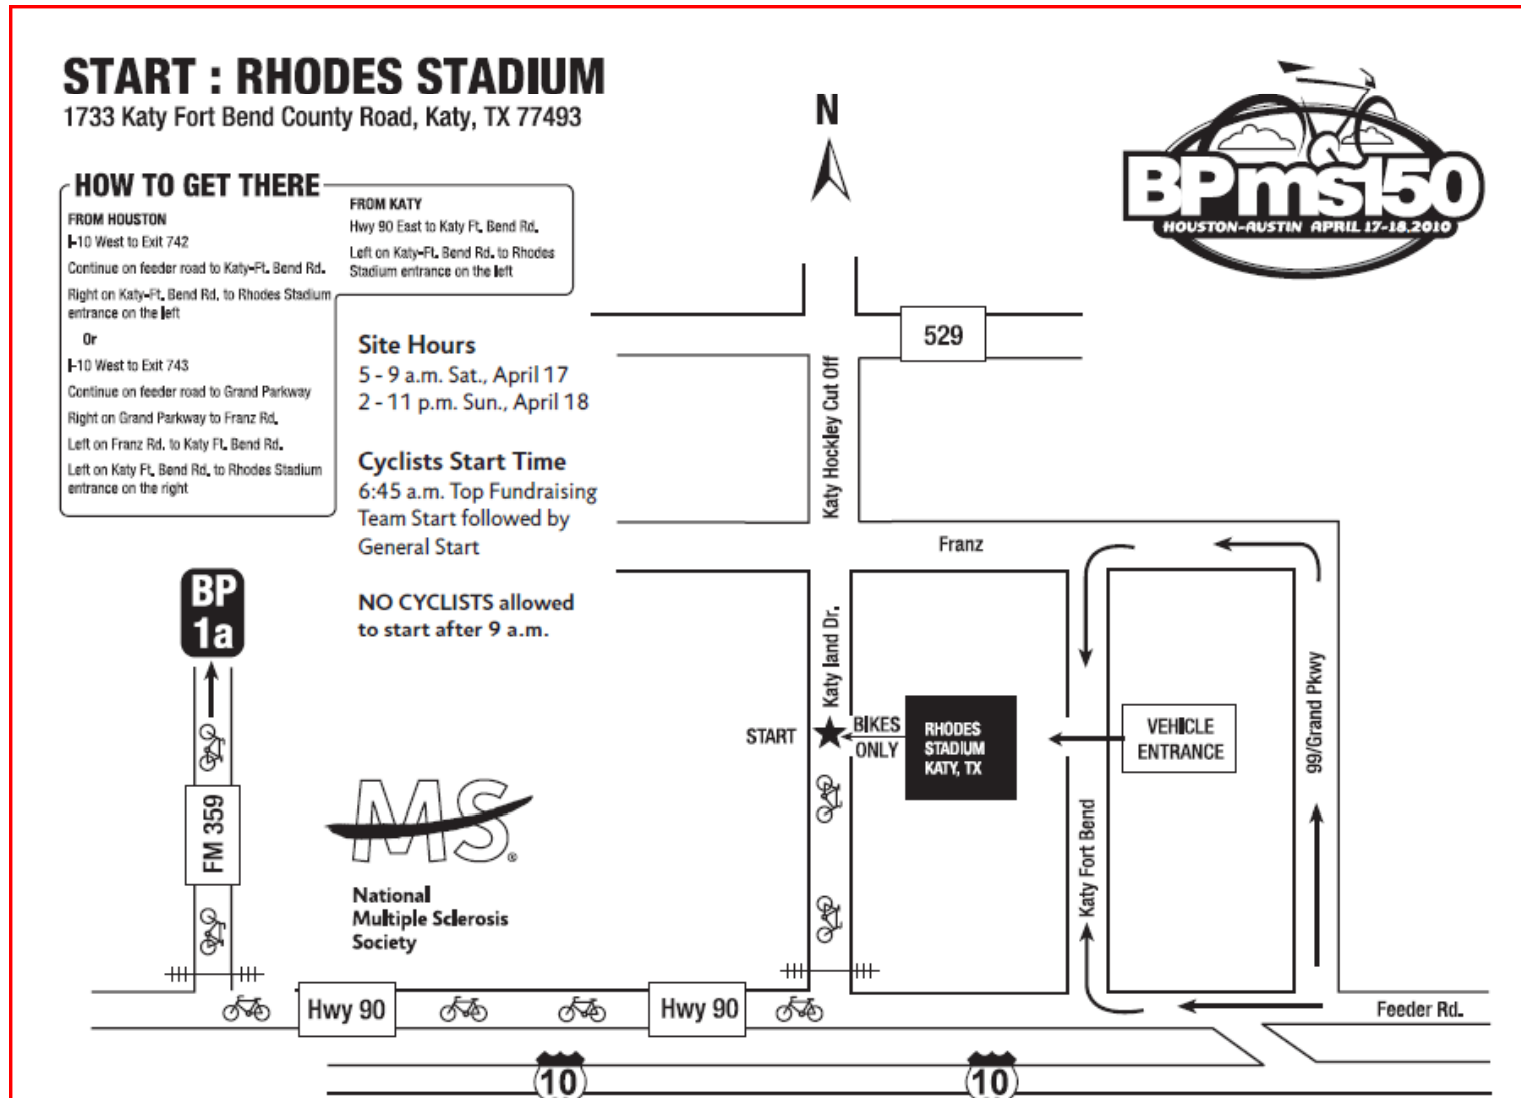 START : RHODES STADIUM
1733 Katy Fort Bend County Road, Katy, TX 77493
HOW TO GET THERE
FROM HOUSTON
I-10 West to Exit 742
Continue on feeder road to Katy-Ft. Bend Rd.
Right on Katy-Ft. Bend Rd. to Rhodes Stadium
entrance on the left
Or
I-10 West to Exit 743
Continue on feeder road to Grand Parkway
Right on Grand Parkway to Franz Rd.
Left on Franz Rd. to Katy Ft. Bend Rd.
Left on Katy Ft. Bend Rd. to Rhodes Stadium
entrance on the right
FROM KATY
Hwy 90 East to Katy Ft. Bend Rd.
Left on Katy-Ft. Bend Rd. to Rhodes
Stadium entrance on the left
Site Hours
5 - 9 a.m. Sat., April 17
2 - 11 p.m. Sun., April 18
Cyclists Start Time
6:45 a.m. Top Fundraising
Team Start followed by
General Start
NO CYCLISTS allowed
to start after 9 a.m.
N
BP ms150
HOUSTON-AUSTIN APRIL 17-18, 2010
529
Katy Hockley Cut Off
Franz
Katy land Dr.
START
BIKES
ONLY
RHODES
STADIUM
KATY, TX
VEHICLE
ENTRANCE
99/Grand Pkwy
Katy Fort Bend
BP
1a
FM 359
MS®
National
Multiple Sclerosis
Society
Hwy 90
Hwy 90
Feeder Rd.
10
10